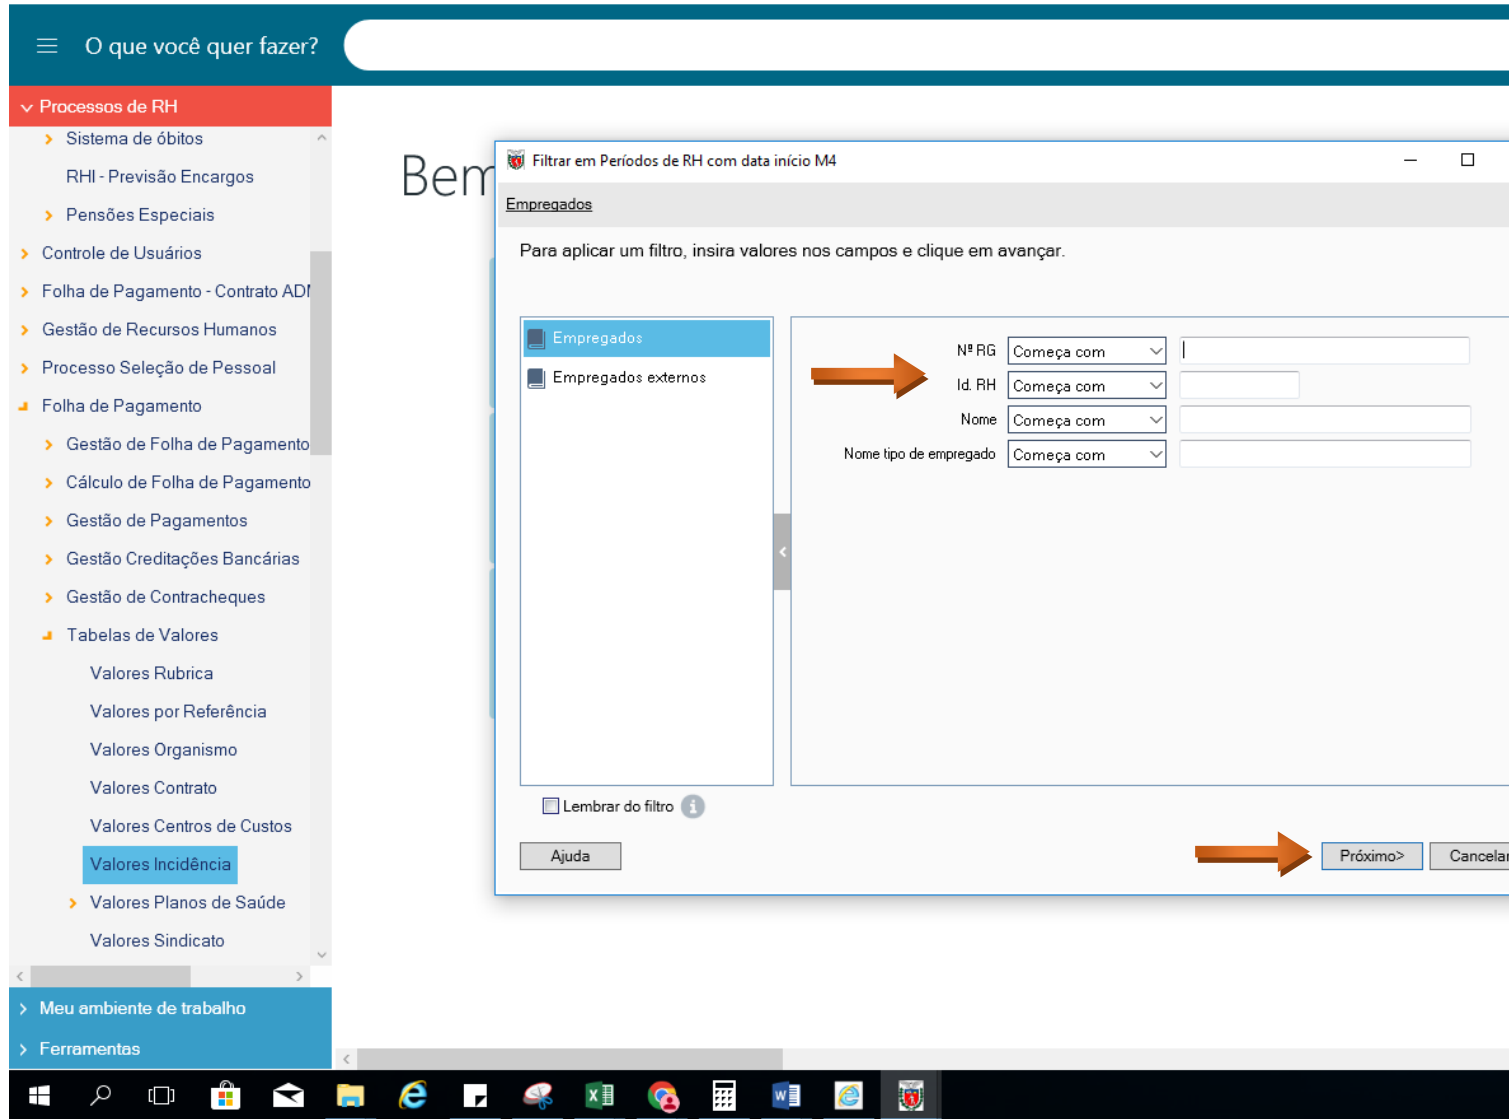 O que você quer fazer?
Processos de RH
Sistema de óbitos
RHI - Previsão Encargos
Pensões Especiais
Controle de Usuários
Folha de Pagamento - Contrato ADM
Gestão de Recursos Humanos
Processo Seleção de Pessoal
Folha de Pagamento
Gestão de Folha de Pagamento
Cálculo de Folha de Pagamento
Gestão de Pagamentos
Gestão Creditações Bancárias
Gestão de Contracheques
Tabelas de Valores
Valores Rubrica
Valores por Referência
Valores Organismo
Valores Contrato
Valores Centros de Custos
Valores Incidência
Valores Planos de Saúde
Valores Sindicato
Meu ambiente de trabalho
Ferramentas
Bem
Filtrar em Períodos de RH com data início M4
Empregados
Para aplicar um filtro, insira valores nos campos e clique em avançar.
Empregados
Empregados externos
Nº RG Começa com
Id. RH Começa com
Nome Começa com
Nome tipo de empregado Começa com
Lembrar do filtro
Ajuda
Próximo> Cancelar